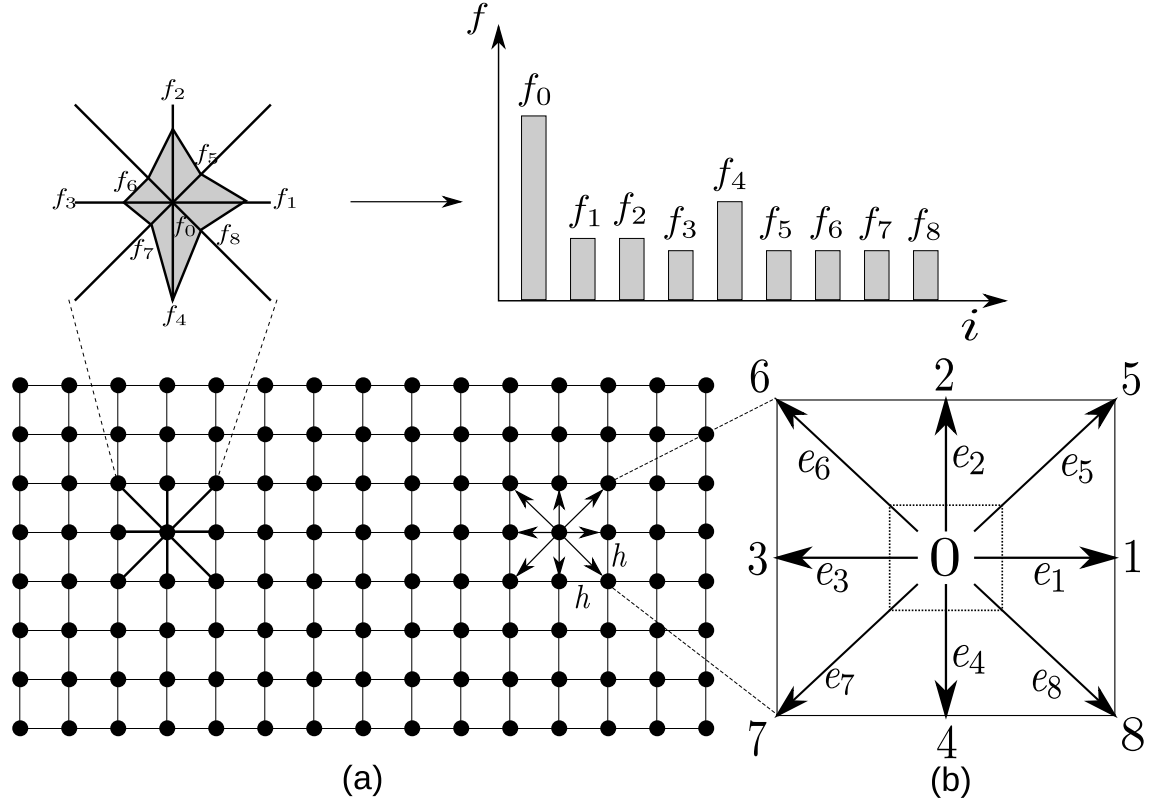 f
f₀
f₄
f₁ f₂ f₃ f₅ f₆ f₇ f₈
i
f₂
f₅
f₆
f₃ f₁
f₀ f₈
f₇
f₄
h
h
6 2 5
e₆ e₂ e₅
3 0 1
e₃ e₁
e₇ e₄ e₈
7 4 8
(a) (b)